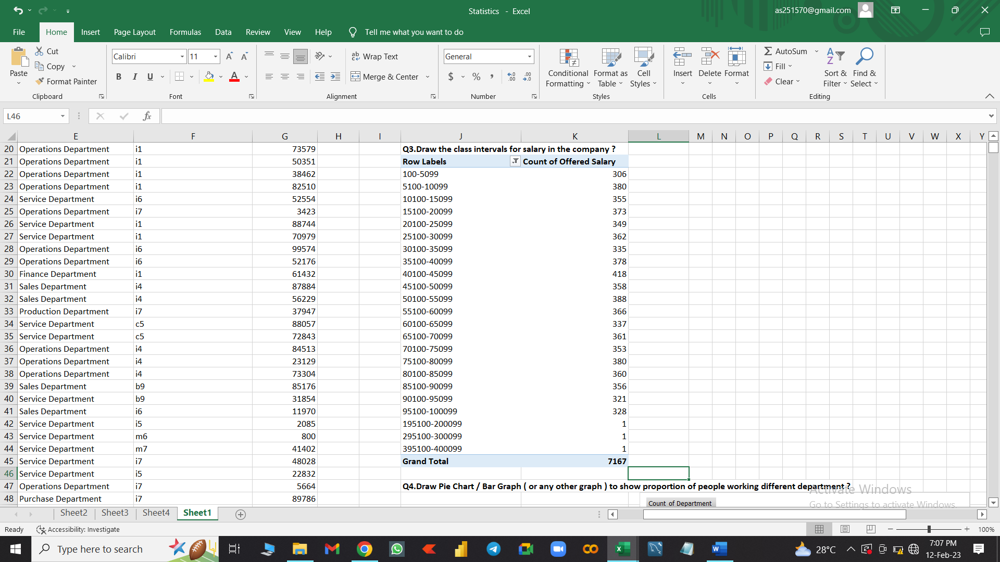 Statistics - Excel
as251570@gmail.com
File Home Insert Page Layout Formulas Data Review View Help Tell me what you want to do
Paste
Cut
Copy
Format Painter
Clipboard
Calibri 11
B I U
Font
Wrap Text
Merge & Center
Alignment
General
$ % ,
Number
Conditional Formatting
Format as Table
Cell Styles
Styles
Insert Delete Format
Cells
AutoSum
Fill
Clear
Sort & Filter
Find & Select
Editing
L46
fx
E F G H I J K L M N O P Q R S T U V W X Y
20 Operations Department i1 73579 Q3.Draw the class intervals for salary in the company ?
21 Operations Department i1 50351 Row Labels Count of Offered Salary
22 Operations Department i1 38462 100-5099 306
23 Operations Department i1 82510 5100-10099 380
24 Service Department i6 52554 10100-15099 355
25 Operations Department i7 3423 15100-20099 373
26 Service Department i1 88744 20100-25099 349
27 Service Department i1 70979 25100-30099 362
28 Operations Department i6 99574 30100-35099 335
29 Operations Department i6 52176 35100-40099 378
30 Finance Department i1 61432 40100-45099 418
31 Sales Department i4 87884 45100-50099 358
32 Sales Department i4 56229 50100-55099 388
33 Production Department i7 37947 55100-60099 366
34 Service Department c5 88057 60100-65099 337
35 Service Department c5 72843 65100-70099 361
36 Operations Department i4 84513 70100-75099 353
37 Operations Department i4 23129 75100-80099 380
38 Operations Department i4 73304 80100-85099 360
39 Sales Department b9 85176 85100-90099 356
40 Service Department b9 31854 90100-95099 321
41 Sales Department i6 11970 95100-100099 328
42 Service Department i5 2085 195100-200099 1
43 Service Department m6 800 295100-300099 1
44 Service Department m7 41402 395100-400099 1
45 Service Department i7 48028 Grand Total 7167
46 Service Department i5 22832
47 Operations Department i7 5664 Q4.Draw Pie Chart / Bar Graph ( or any other graph ) to show proportion of people working different department ?
48 Purchase Department i7 89786
Count of Department
Activate Windows
Go to Settings to activate Windows.
Sheet2 Sheet3 Sheet4 Sheet1
Ready Accessibility: Investigate 100%
Type here to search
28°C
7:07 PM
12-Feb-23